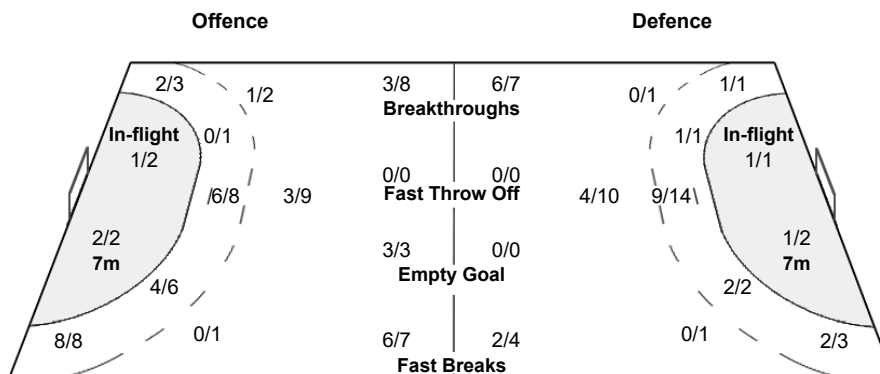 Offence Defence
2/3 3/8 6/7 1/1
1/2 0/1
Breakthroughs
In-flight 0/1 1/1 In-flight
1/2 1/1
0/0 0/0
6/8 3/9 Fast Throw Off 4/10 9/14
2/2 1/2
7m 3/3 0/0 7m
Empty Goal
4/6 2/2
8/8 0/1 6/7 2/4 0/1 2/3
Fast Breaks